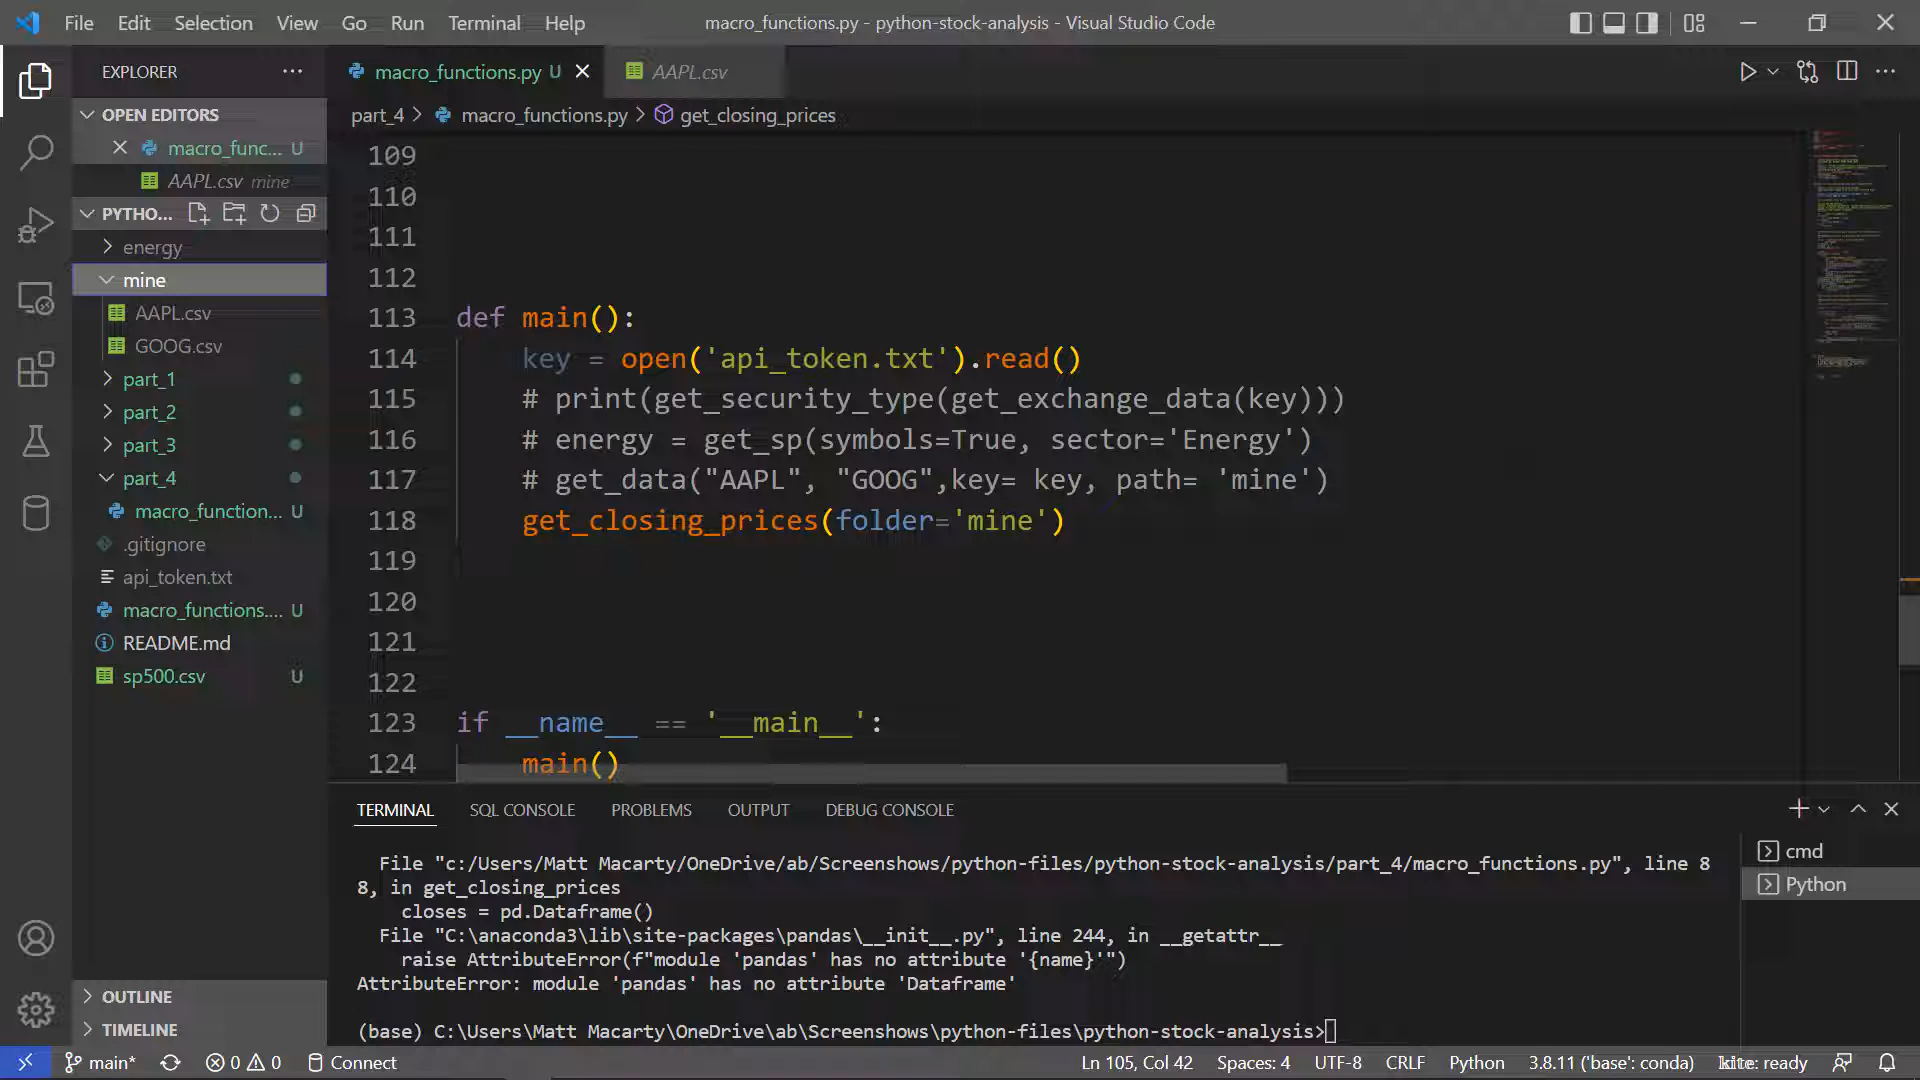 File Edit Selection View Go Run Terminal Help
macro_functions.py - python-stock-analysis - Visual Studio Code
EXPLORER
OPEN EDITORS
macro_func... U
AAPL.csv mine
PYTHO...
energy
mine
AAPL.csv
GOOG.csv
part_1
part_2
part_3
part_4
macro_function... U
.gitignore
api_token.txt
macro_functions.... U
README.md
sp500.csv U
OUTLINE
TIMELINE
macro_functions.py U
AAPL.csv
part_4 > macro_functions.py > get_closing_prices
109
110
111
112
113 def main():
114 key = open('api_token.txt').read()
115 # print(get_security_type(get_exchange_data(key)))
116 # energy = get_sp(symbols=True, sector='Energy')
117 # get_data("AAPL", "GOOG",key= key, path= 'mine')
118 get_closing_prices(folder='mine')
119
120
121
122
123 if __name__ == '__main__':
124 main()
TERMINAL SQL CONSOLE PROBLEMS OUTPUT DEBUG CONSOLE
File "c:/Users/Matt Macarty/OneDrive/ab/Screenshows/python-files/python-stock-analysis/part_4/macro_functions.py", line 8
8, in get_closing_prices
closes = pd.Dataframe()
File "C:\anaconda3\lib\site-packages\pandas\__init__.py", line 244, in __getattr__
raise AttributeError(f"module 'pandas' has no attribute '{name}'")
AttributeError: module 'pandas' has no attribute 'Dataframe'
(base) C:\Users\Matt Macarty\OneDrive\ab\Screenshows\python-files\python-stock-analysis>
cmd
Python
main* 0 0 Connect
Ln 105, Col 42 Spaces: 4 UTF-8 CRLF Python 3.8.11 ('base': conda) kite: ready